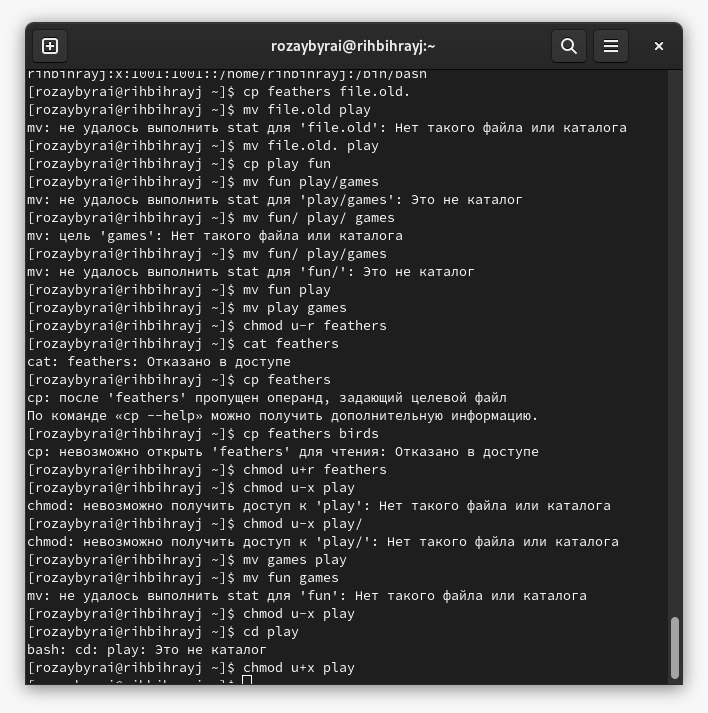 rozaybyrai@rihbihrayj:~
rihbihrayj:x:1001:1001::/home/rihbihrayj:/bin/bash
[rozaybyrai@rihbihrayj ~]$ cp feathers file.old.
[rozaybyrai@rihbihrayj ~]$ mv file.old play
mv: не удалось выполнить stat для 'file.old': Нет такого файла или каталога
[rozaybyrai@rihbihrayj ~]$ mv file.old. play
[rozaybyrai@rihbihrayj ~]$ cp play fun
[rozaybyrai@rihbihrayj ~]$ mv fun play/games
mv: не удалось выполнить stat для 'play/games': Это не каталог
[rozaybyrai@rihbihrayj ~]$ mv fun/ play/ games
mv: цель 'games': Нет такого файла или каталога
[rozaybyrai@rihbihrayj ~]$ mv fun/ play/games
mv: не удалось выполнить stat для 'fun/': Это не каталог
[rozaybyrai@rihbihrayj ~]$ mv fun play
[rozaybyrai@rihbihrayj ~]$ mv play games
[rozaybyrai@rihbihrayj ~]$ chmod u-r feathers
[rozaybyrai@rihbihrayj ~]$ cat feathers
cat: feathers: Отказано в доступе
[rozaybyrai@rihbihrayj ~]$ cp feathers
cp: после 'feathers' пропущен операнд, задающий целевой файл
По команде «cp --help» можно получить дополнительную информацию.
[rozaybyrai@rihbihrayj ~]$ cp feathers birds
cp: невозможно открыть 'feathers' для чтения: Отказано в доступе
[rozaybyrai@rihbihrayj ~]$ chmod u+r feathers
[rozaybyrai@rihbihrayj ~]$ chmod u-x play
chmod: невозможно получить доступ к 'play': Нет такого файла или каталога
[rozaybyrai@rihbihrayj ~]$ chmod u-x play/
chmod: невозможно получить доступ к 'play/': Нет такого файла или каталога
[rozaybyrai@rihbihrayj ~]$ mv games play
[rozaybyrai@rihbihrayj ~]$ mv fun games
mv: не удалось выполнить stat для 'fun': Нет такого файла или каталога
[rozaybyrai@rihbihrayj ~]$ chmod u-x play
[rozaybyrai@rihbihrayj ~]$ cd play
bash: cd: play: Это не каталог
[rozaybyrai@rihbihrayj ~]$ chmod u+x play